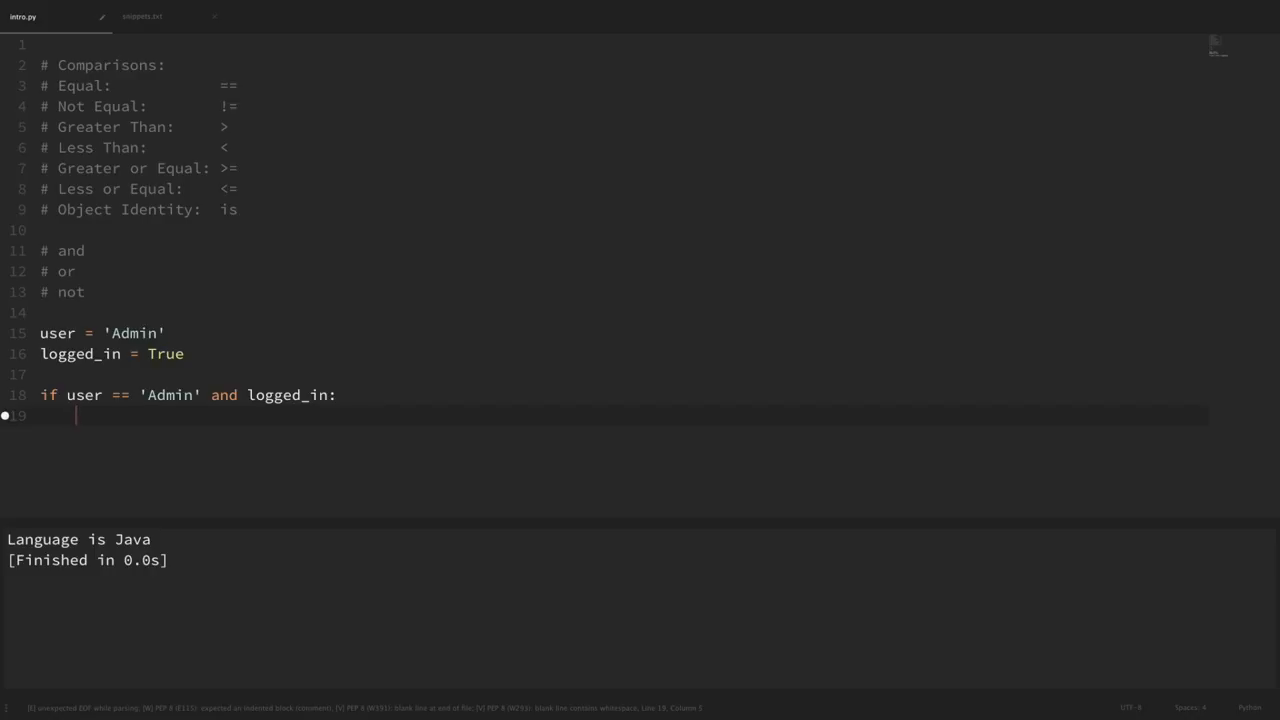 intro.py
snippets.txt
1
2 # Comparisons:
3 # Equal:            ==
4 # Not Equal:        !=
5 # Greater Than:     >
6 # Less Than:        <
7 # Greater or Equal: >=
8 # Less or Equal:    <=
9 # Object Identity:  is
10
11 # and
12 # or
13 # not
14
15 user = 'Admin'
16 logged_in = True
17
18 if user == 'Admin' and logged_in:
19
Language is Java
[Finished in 0.0s]
[E] unexpected EOF while parsing; [W] PEP 8 (E115): expected an indented block (comment), [V] PEP 8 (W391): blank line at end of file; [V] PEP 8 (W293): blank line contains whitespace, Line 19, Column 5
UTF-8
Spaces: 4
Python